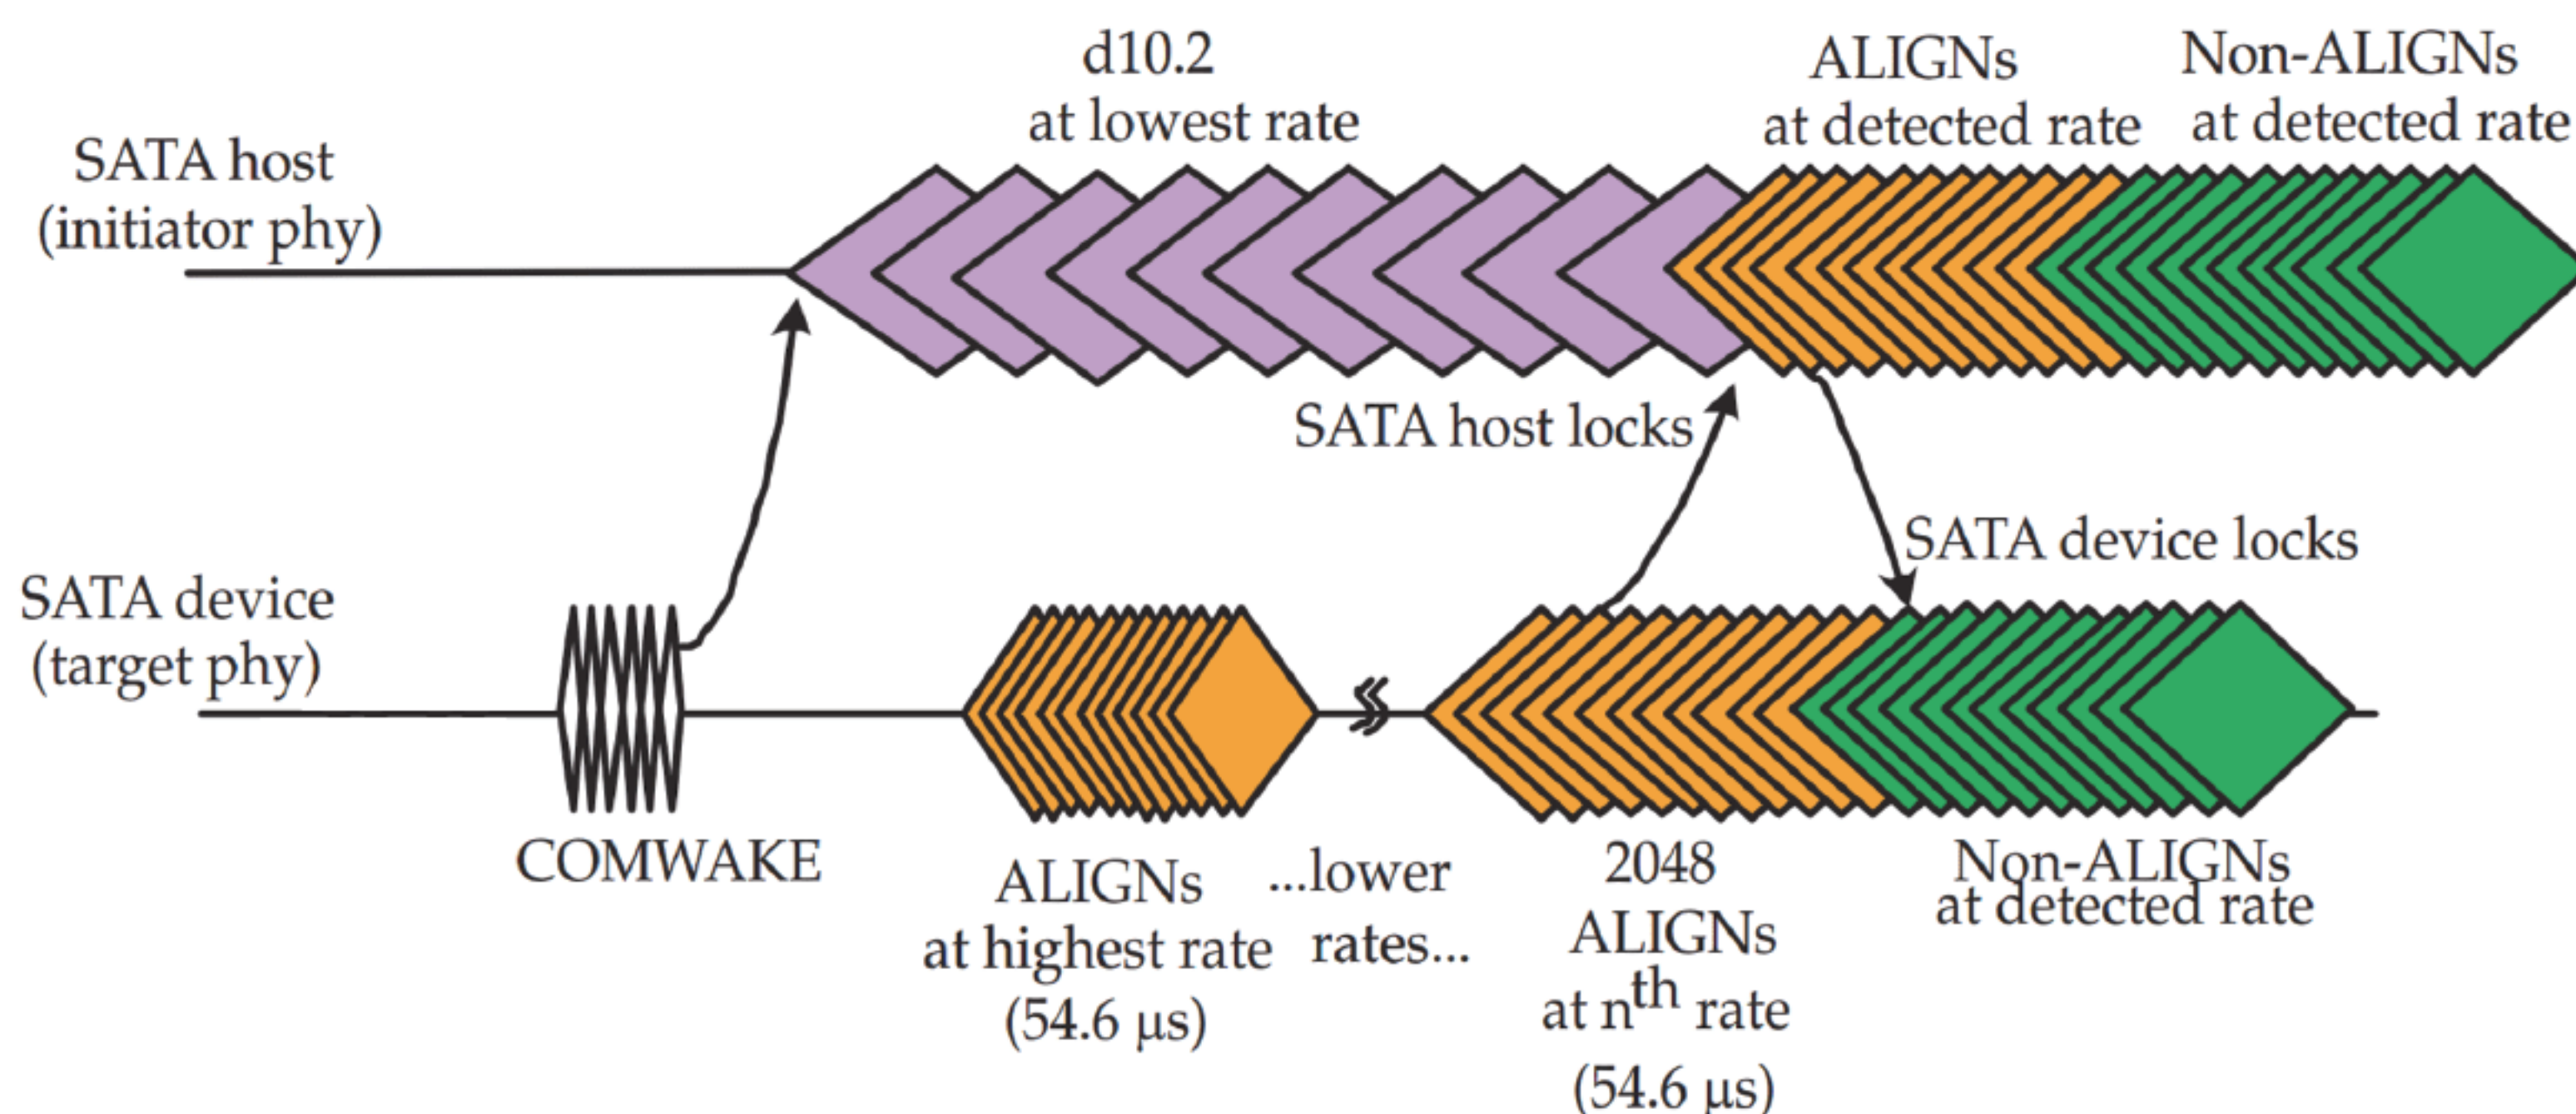 d10.2
at lowest rate
ALIGNs
at detected rate
Non-ALIGNs
at detected rate
SATA host
(initiator phy)
SATA host locks
SATA device locks
SATA device
(target phy)
COMWAKE
ALIGNs
at highest rate
(54.6 μs)
...lower
rates...
2048
ALIGNs
at nth rate
(54.6 μs)
Non-ALIGNs
at detected rate